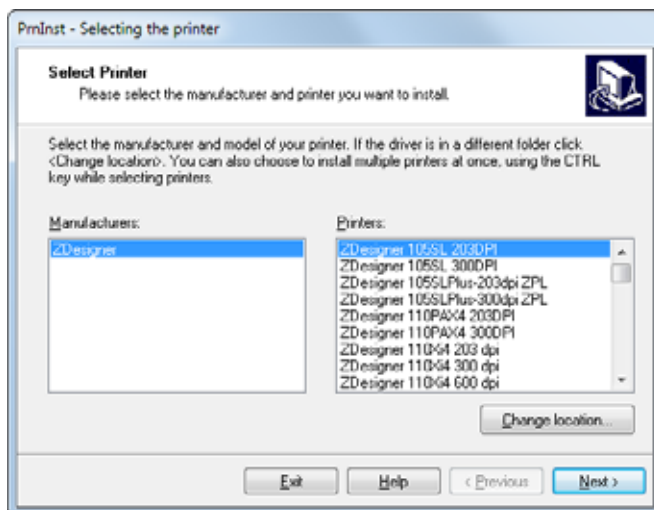 PrnInst - Selecting the printer
Select Printer
Please select the manufacturer and printer you want to install.
Select the manufacturer and model of your printer. If the driver is in a different folder click
<Change location>. You can also choose to install multiple printers at once, using the CTRL
key while selecting printers.
Manufacturers:
ZDesigner
Printers:
ZDesigner 105SL 203DPI
ZDesigner 105SL 300DPI
ZDesigner 105SLPlus-203dpi ZPL
ZDesigner 105SLPlus-300dpi ZPL
ZDesigner 110PAX4 203DPI
ZDesigner 110PAX4 300DPI
ZDesigner 110Xi4 203 dpi
ZDesigner 110Xi4 300 dpi
ZDesigner 110Xi4 600 dpi
Change location...
Exit
Help
< Previous
Next >